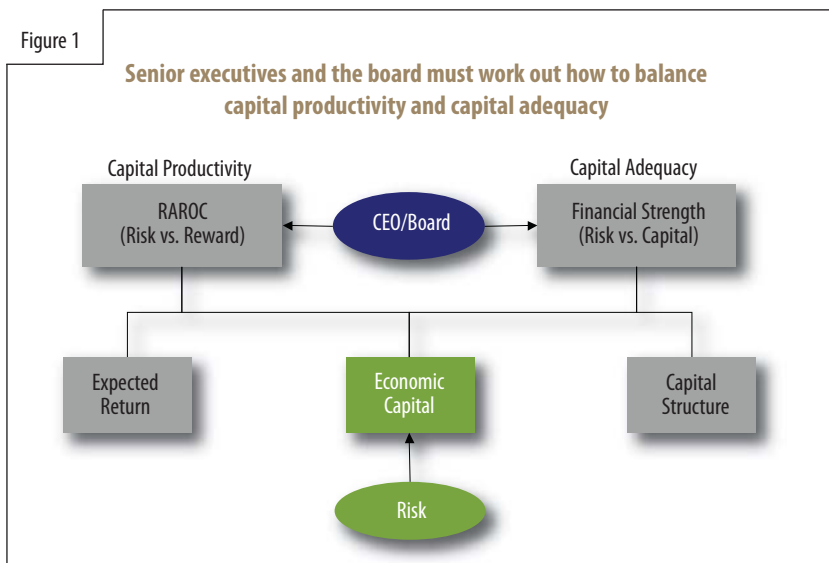 Figure 1
Senior executives and the board must work out how to balance
capital productivity and capital adequacy
Capital Productivity
Capital Adequacy
RAROC
(Risk vs. Reward)
CEO/Board
Financial Strength
(Risk vs. Capital)
Expected
Return
Economic
Capital
Capital
Structure
Risk